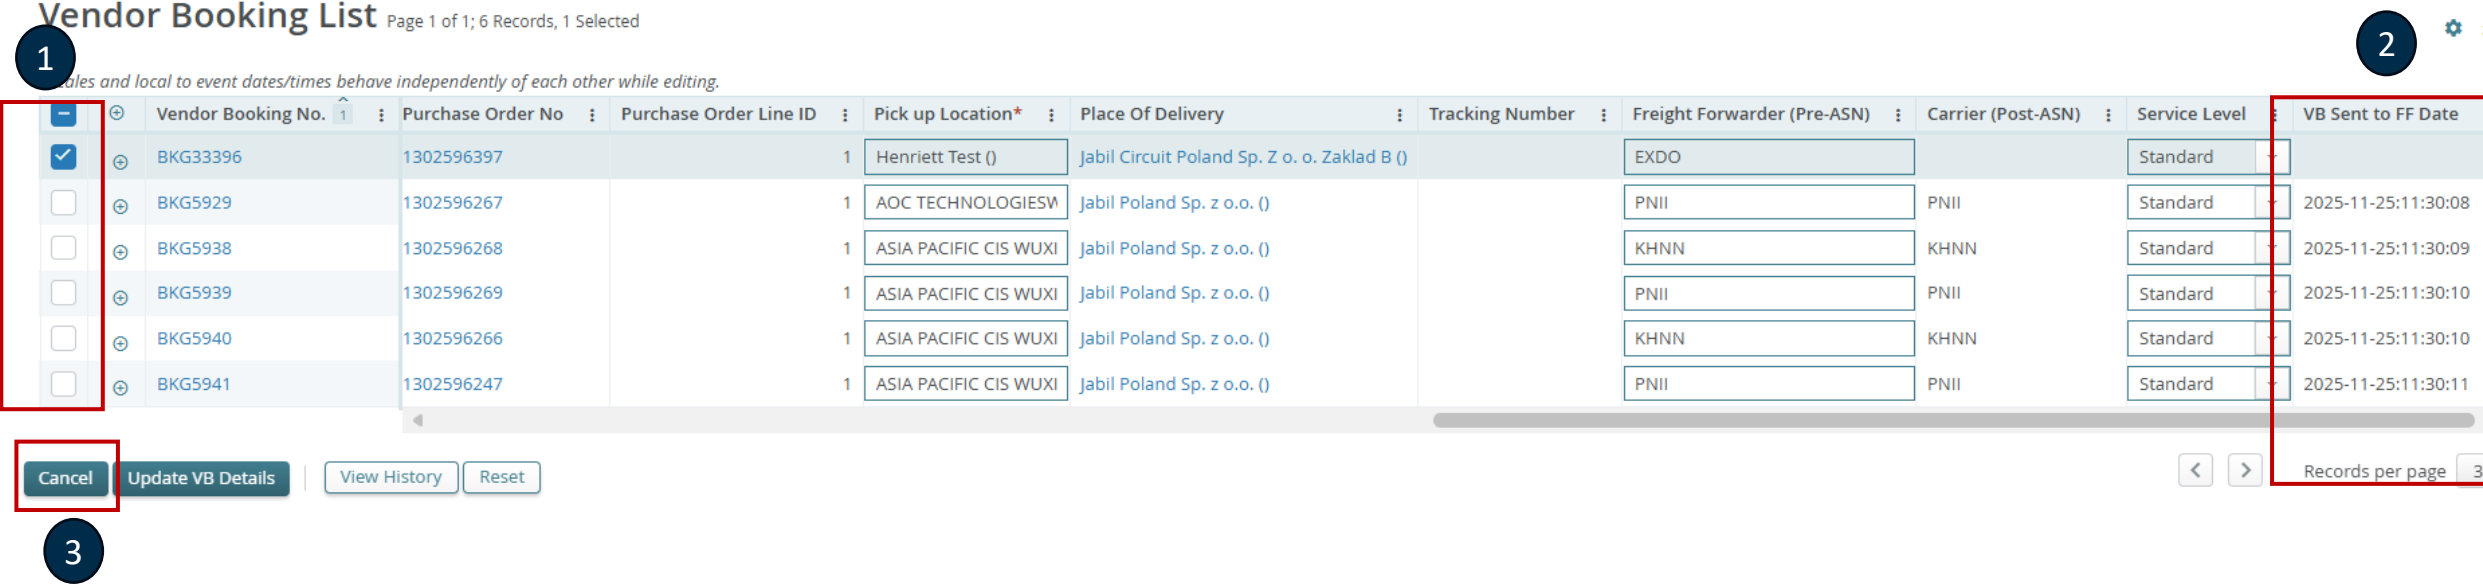 Vendor Booking List Page 1 of 1; 6 Records, 1 Selected
1
2
ales and local to event dates/times behave independently of each other while editing.
Vendor Booking No. 1 Purchase Order No Purchase Order Line ID Pick up Location* Place Of Delivery Tracking Number Freight Forwarder (Pre-ASN) Carrier (Post-ASN) Service Level VB Sent to FF Date
BKG33396 1302596397 1 Henriett Test () Jabil Circuit Poland Sp. Z o. o. Zaklad B () EXDO Standard
BKG5929 1302596267 1 AOC TECHNOLOGIESW Jabil Poland Sp. z o.o. () PNII PNII Standard 2025-11-25:11:30:08
BKG5938 1302596268 1 ASIA PACIFIC CIS WUXI Jabil Poland Sp. z o.o. () KHNN KHNN Standard 2025-11-25:11:30:09
BKG5939 1302596269 1 ASIA PACIFIC CIS WUXI Jabil Poland Sp. z o.o. () PNII PNII Standard 2025-11-25:11:30:10
BKG5940 1302596266 1 ASIA PACIFIC CIS WUXI Jabil Poland Sp. z o.o. () KHNN KHNN Standard 2025-11-25:11:30:10
BKG5941 1302596247 1 ASIA PACIFIC CIS WUXI Jabil Poland Sp. z o.o. () PNII PNII Standard 2025-11-25:11:30:11
Cancel Update VB Details View History Reset Records per page 3
3